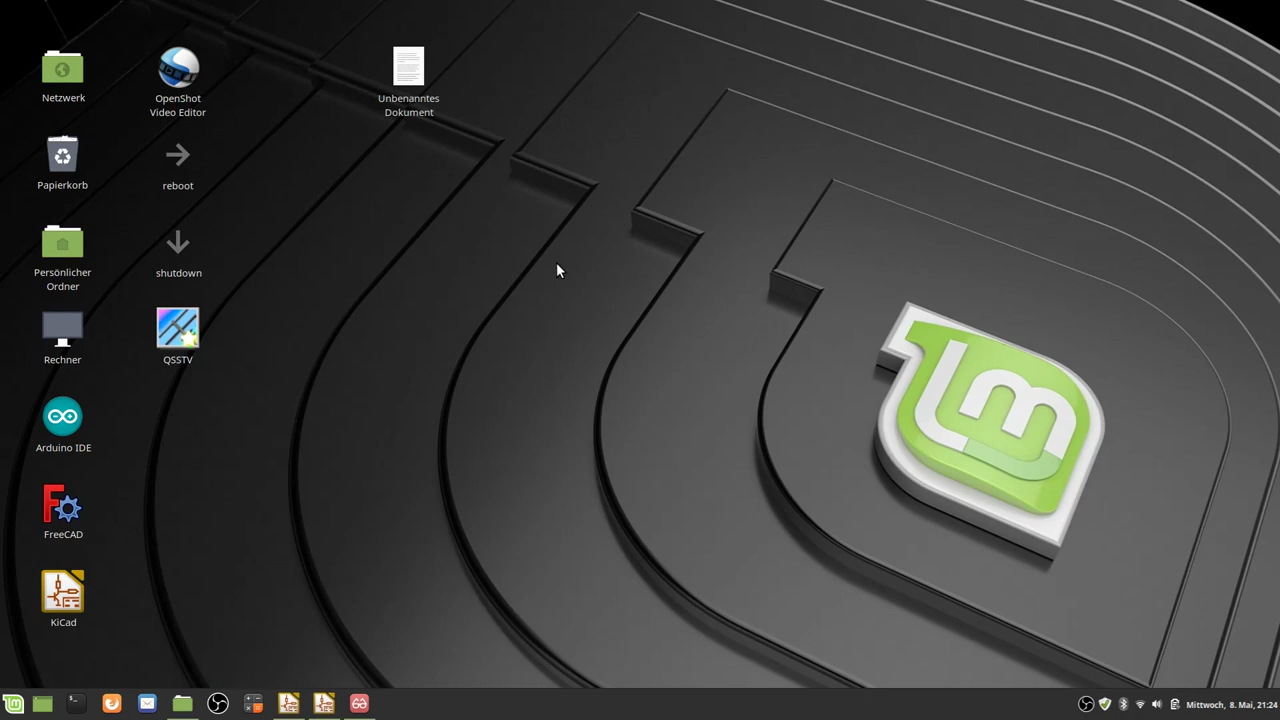 Netzwerk
Papierkorb
Persönlicher
Ordner
Rechner
Arduino IDE
FreeCAD
KiCad
OpenShot
Video Editor
reboot
shutdown
QSSTV
Unbenanntes
Dokument
lm
Mittwoch, 8. Mai, 21:24